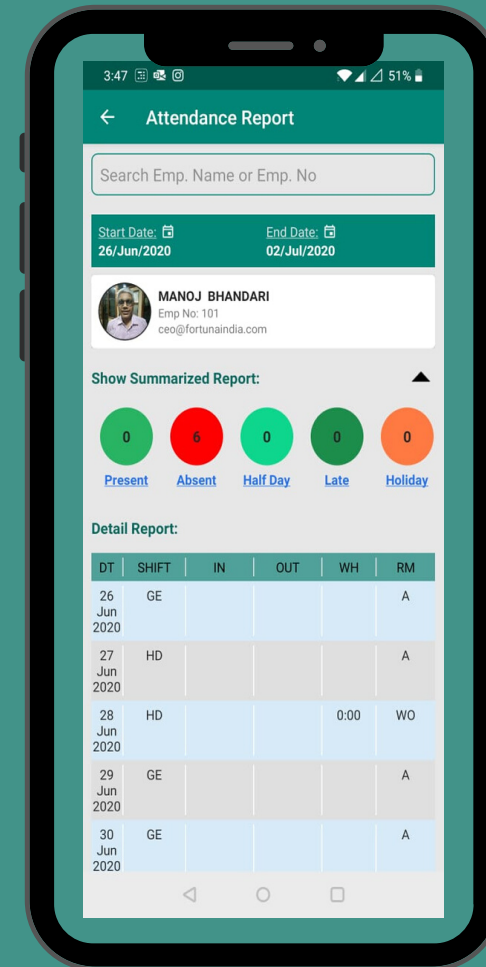 3:47 51%
Attendance Report
Search Emp. Name or Emp. No
Start Date: End Date:
26/Jun/2020 02/Jul/2020
MANOJ BHANDARI
Emp No: 101
ceo@fortunaindia.com
Show Summarized Report:
0 6 0 0 0
Present Absent Half Day Late Holiday
Detail Report:
DT SHIFT IN OUT WH RM
26 GE A
Jun
2020
27 HD A
Jun
2020
28 HD 0:00 WO
Jun
2020
29 GE A
Jun
2020
30 GE A
Jun
2020